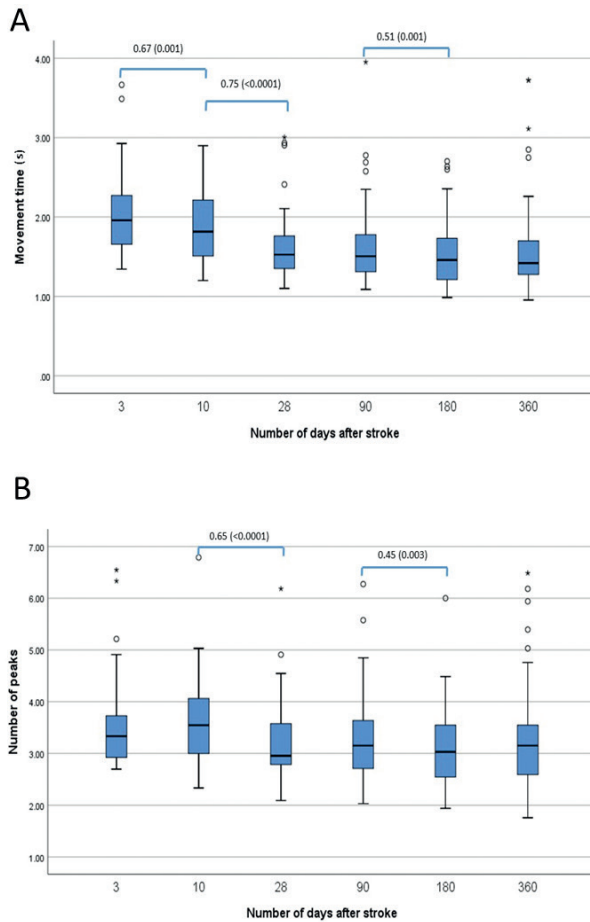 A
0.67 (0.001)
0.51 (0.001)
0.75 (<0.0001)
4.00
3.00
2.00
1.00
.00
Movement time (s)
3 10 28 90 180 360
Number of days after stroke
B
0.65 (<0.0001)
0.45 (0.003)
7.00
6.00
5.00
4.00
3.00
2.00
1.00
Number of peaks
3 10 28 90 180 360
Number of days after stroke